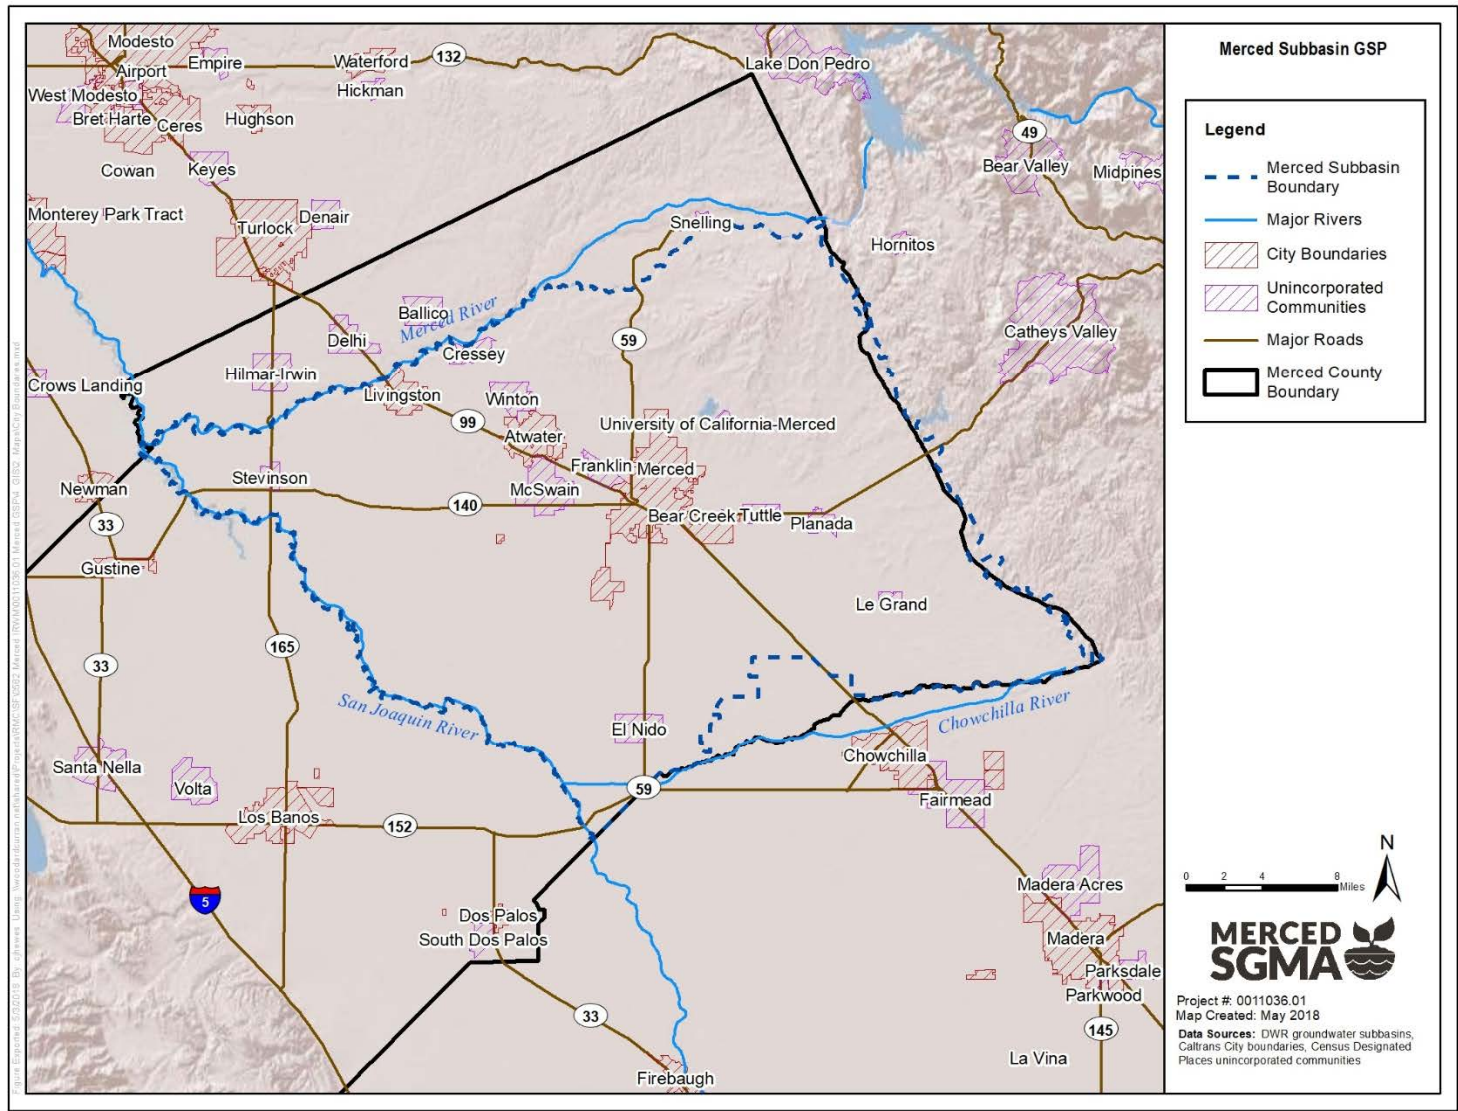 Modesto
Empire
Waterford
132
Lake Don Pedro
Airport
Hickman
West Modesto
Bret Harte
Ceres
Hughson
49
Cowan
Keyes
Bear Valley
Midpines
Monterey Park Tract
Denair
Turlock
Snelling
Hornitos
Ballico
Merced River
Delhi
Cressey
59
Catheys Valley
Hilmar-Irwin
Crows Landing
Livingston
Winton
99
University of California-Merced
Atwater
Franklin
Merced
Stevinson
Newman
McSwain
140
33
Bear Creek
Tuttle
Planada
Gustine
Le Grand
165
33
San Joaquin River
Chowchilla River
El Nido
Chowchilla
Santa Nella
Volta
59
Fairmead
Los Banos
152
5
Madera Acres
Dos Palos
South Dos Palos
Madera
Parksdale
Parkwood
33
145
La Vina
Firebaugh
Merced Subbasin GSP
Legend
Merced Subbasin
Boundary
Major Rivers
City Boundaries
Unincorporated
Communities
Major Roads
Merced County
Boundary
N
0 2 4 8
Miles
MERCED
SGMA
Project #: 0011036.01
Map Created: May 2018
Data Sources: DWR groundwater subbasins,
Caltrans City boundaries, Census Designated
Places unincorporated communities